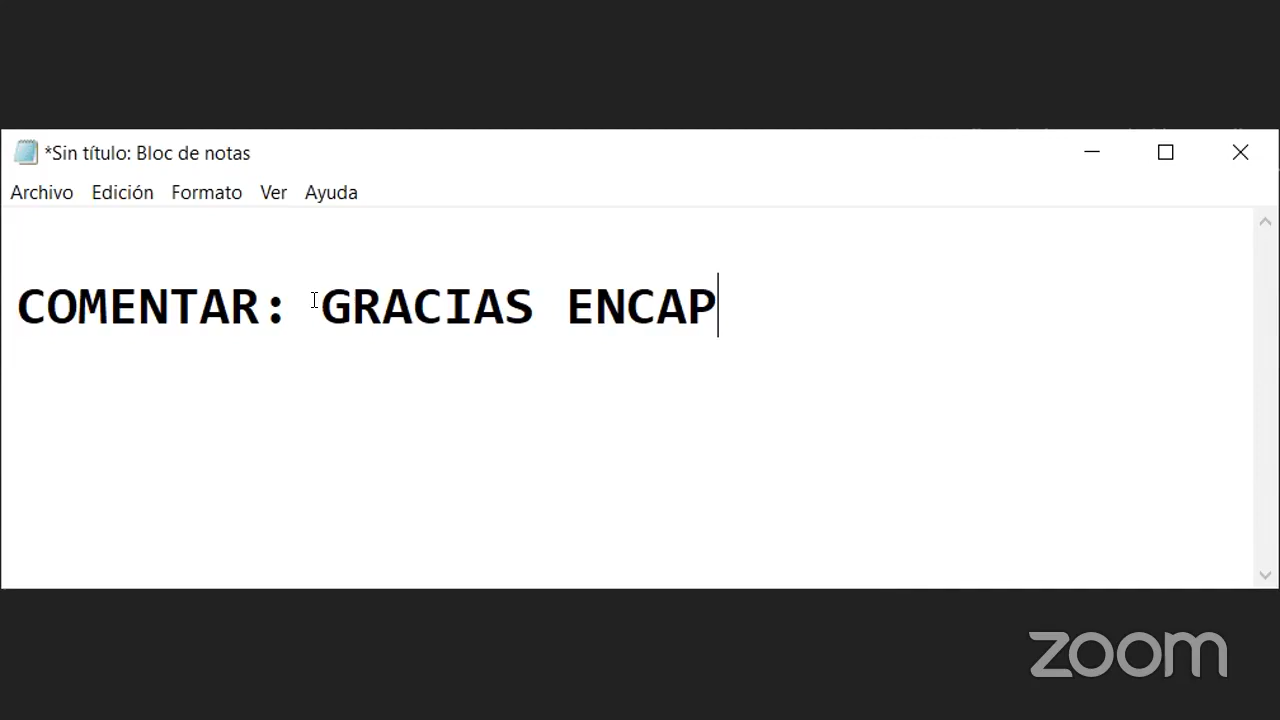 *Sin título: Bloc de notas
Archivo Edición Formato Ver Ayuda
COMENTAR: GRACIAS ENCAP
zoom